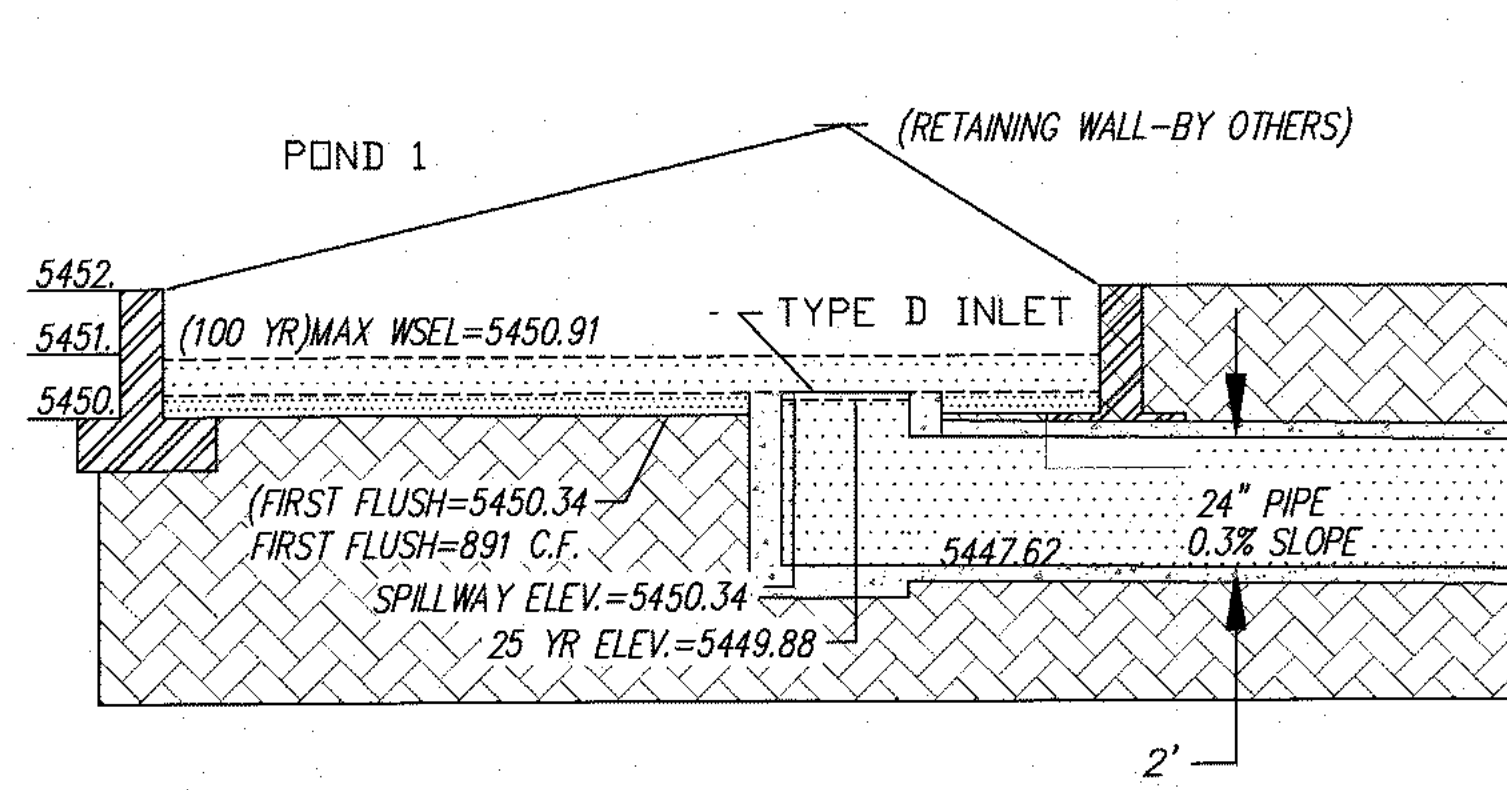 POND 1
(RETAINING WALL-BY OTHERS)
5452.
TYPE D INLET
5451.
(100 YR)MAX WSEL=5450.91
5450.
(FIRST FLUSH=5450.34
FIRST FLUSH=891 C.F.
24" PIPE
0.3% SLOPE
5447.62
SPILLWAY ELEV.=5450.34
25 YR ELEV.=5449.88
2'